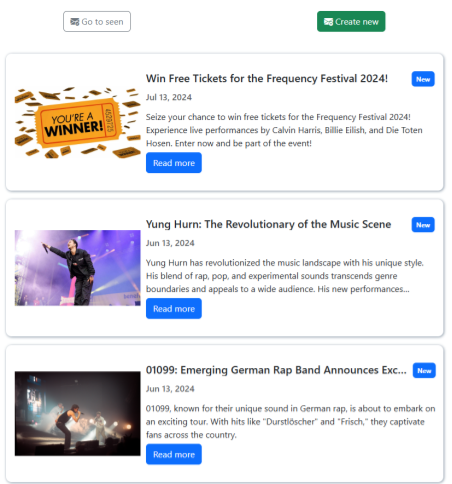 Go to seen
Create new
Win Free Tickets for the Frequency Festival 2024!
New
Jul 13, 2024
YOU'RE A
WINNER!
Seize your chance to win free tickets for the Frequency Festival 2024!
Experience live performances by Calvin Harris, Billie Eilish, and Die Toten
Hosen. Enter now and be part of the event!
Read more
Yung Hurn: The Revolutionary of the Music Scene
New
Jun 13, 2024
Yung Hurn has revolutionized the music landscape with his unique style.
His blend of rap, pop, and experimental sounds transcends genre
boundaries and appeals to a wide audience. His new performances...
Read more
01099: Emerging German Rap Band Announces Exc...
New
Jun 13, 2024
01099, known for their unique sound in German rap, is about to embark on
an exciting tour. With hits like "Durstlöscher" and "Frisch," they captivate
fans across the country.
Read more